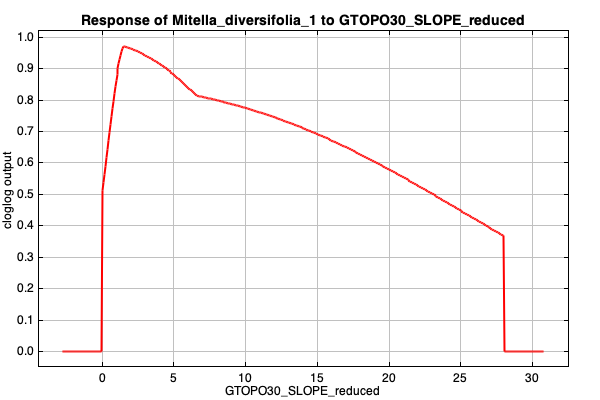 Response of Mitella_diversifolia_1 to GTOPO30_SLOPE_reduced
1.0
0.9
0.8
0.7
0.6
0.5
0.4
0.3
0.2
0.1
0.0
cloglog output
0 5 10 15 20 25 30
GTOPO30_SLOPE_reduced